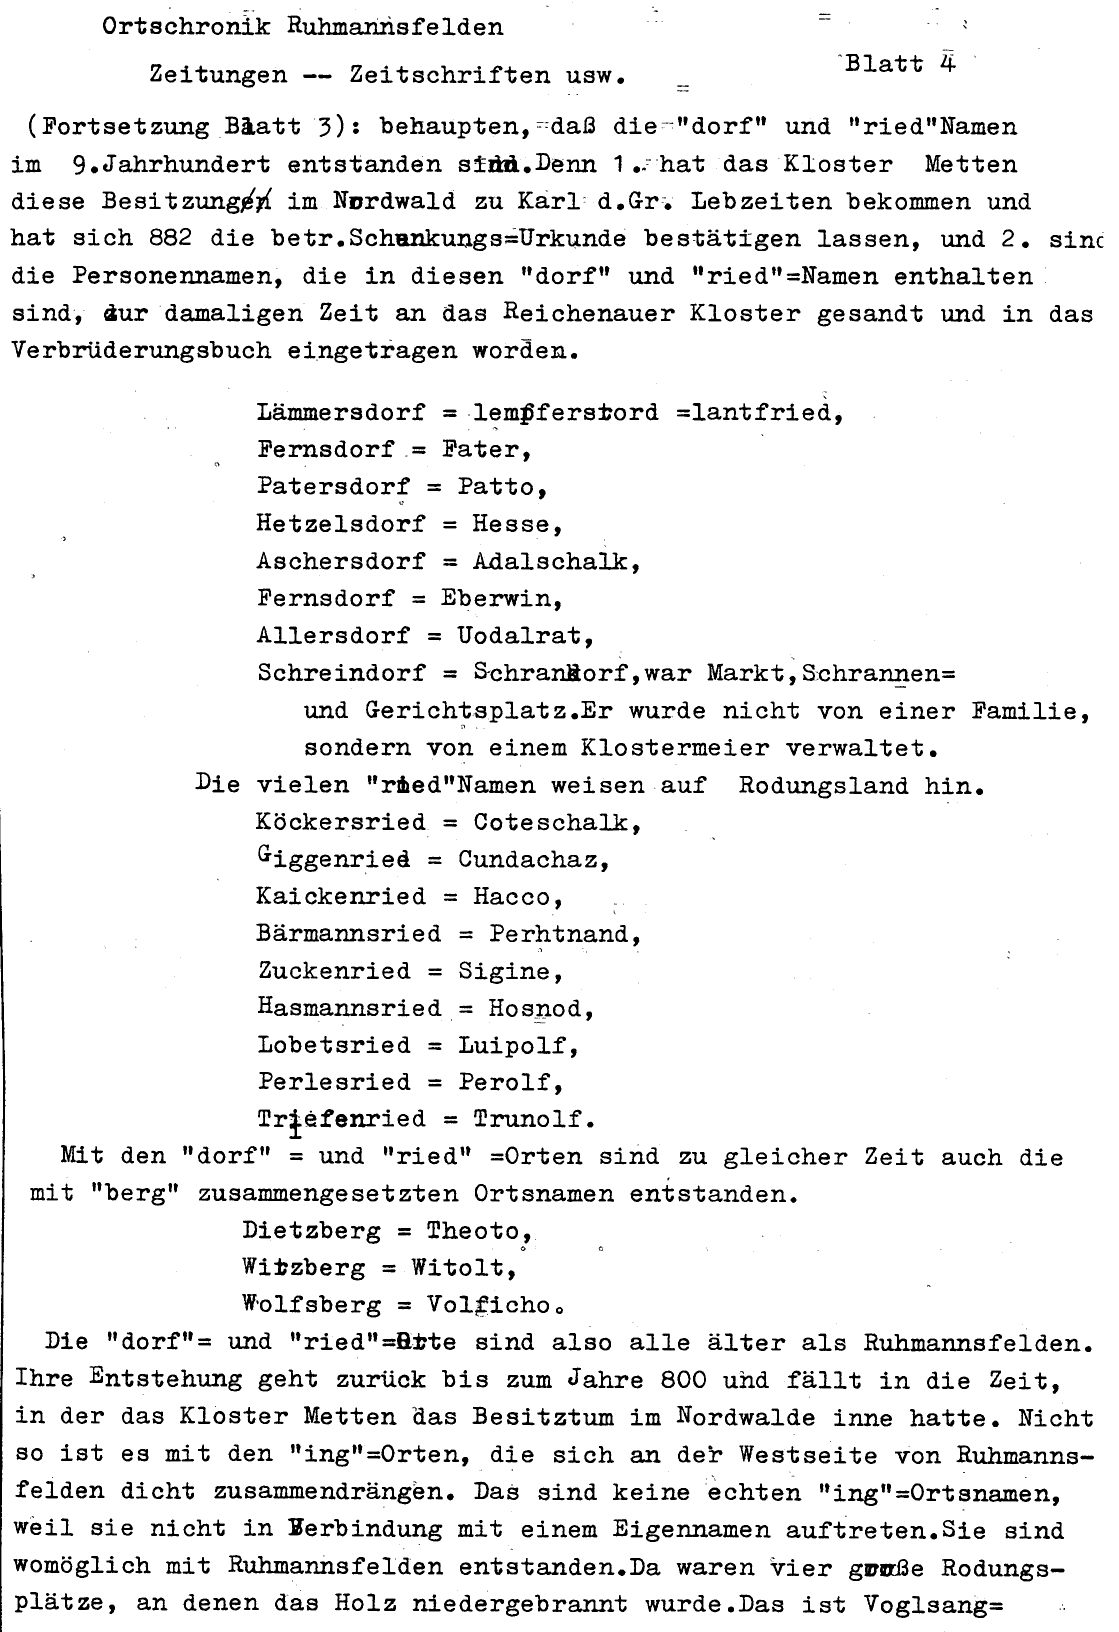 Ortschronik Ruhmannsfelden
Zeitungen -- Zeitschriften usw.
Blatt 4
(Fortsetzung Blatt 3): behaupten, daß die "dorf" und "ried"Namen
im 9.Jahrhundert entstanden sind.Denn 1. hat das Kloster Metten
diese Besitzungen im Nordwald zu Karl d.Gr. Lebzeiten bekommen und
hat sich 882 die betr.Schenkungs=Urkunde bestätigen lassen, und 2. sind
die Personennamen, die in diesen "dorf" und "ried"=Namen enthalten
sind, zur damaligen Zeit an das Reichenauer Kloster gesandt und in das
Verbrüderungsbuch eingetragen worden.
Lämmersdorf = lempferstord =lantfried,
Fernsdorf = Fater,
Patersdorf = Patto,
Hetzelsdorf = Hesse,
Aschersdorf = Adalschalk,
Fernsdorf = Eberwin,
Allersdorf = Uodalrat,
Schreindorf = Schrandorf,war Markt,Schrannen=
und Gerichtsplatz.Er wurde nicht von einer Familie,
sondern von einem Klostermeier verwaltet.
Die vielen "ried"Namen weisen auf Rodungsland hin.
Köckersried = Coteschalk,
Giggenried = Cundachaz,
Kaickenried = Hacco,
Bärmannsried = Perhtnand,
Zuckenried = Sigine,
Hasmannsried = Hosnod,
Lobetsried = Luipolf,
Perlesried = Perolf,
Triefenried = Trunolf.
Mit den "dorf" = und "ried" =Orten sind zu gleicher Zeit auch die
mit "berg" zusammengesetzten Ortsnamen entstanden.
Dietzberg = Theoto,
Witzberg = Witolt,
Wolfsberg = Volficho.
Die "dorf"= und "ried"=Orte sind also alle älter als Ruhmannsfelden.
Ihre Entstehung geht zurück bis zum Jahre 800 und fällt in die Zeit,
in der das Kloster Metten das Besitztum im Nordwalde inne hatte. Nicht
so ist es mit den "ing"=Orten, die sich an der Westseite von Ruhmanns-
felden dicht zusammendrängen. Das sind keine echten "ing"=Ortsnamen,
weil sie nicht in Verbindung mit einem Eigennamen auftreten.Sie sind
womöglich mit Ruhmannsfelden entstanden.Da waren vier große Rodungs-
plätze, an denen das Holz niedergebrannt wurde.Das ist Voglsang=